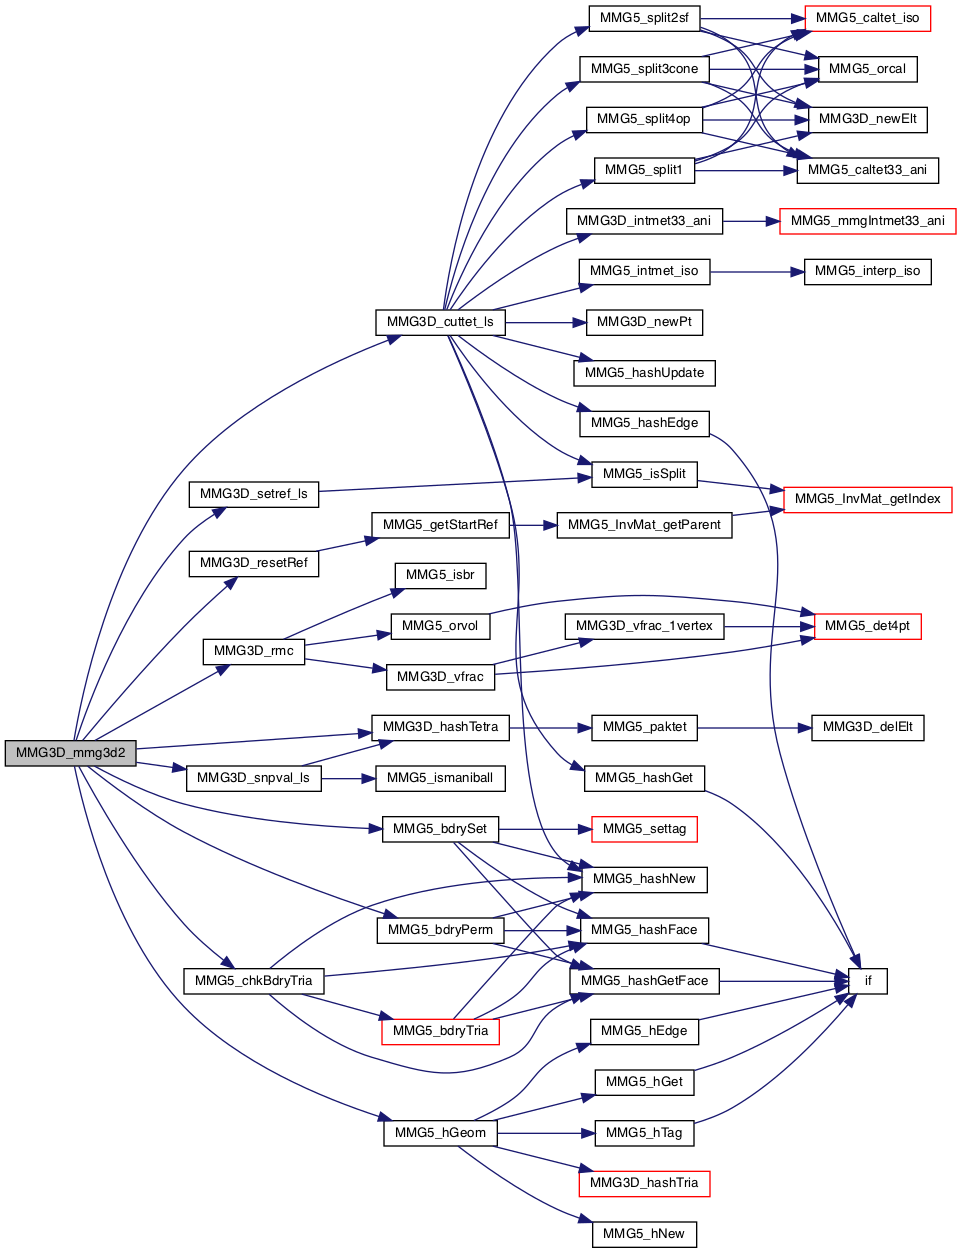 MMG5_split2sf
MMG5_caltet_iso
MMG5_split3cone
MMG5_orcal
MMG5_split4op
MMG3D_newElt
MMG5_split1
MMG5_caltet33_ani
MMG3D_intmet33_ani
MMG5_mmgIntmet33_ani
MMG5_intmet_iso
MMG5_interp_iso
MMG3D_cuttet_ls
MMG3D_newPt
MMG5_hashUpdate
MMG5_hashEdge
MMG5_isSplit
MMG3D_setref_ls
MMG5_InvMat_getIndex
MMG5_getStartRef
MMG5_InvMat_getParent
MMG3D_resetRef
MMG5_isbr
MMG5_orvol
MMG3D_vfrac_1vertex
MMG5_det4pt
MMG3D_rmc
MMG3D_vfrac
MMG3D_hashTetra
MMG5_paktet
MMG3D_delElt
MMG3D_mmg3d2
MMG3D_snpval_ls
MMG5_ismaniball
MMG5_hashGet
MMG5_bdrySet
MMG5_settag
MMG5_hashNew
MMG5_bdryPerm
MMG5_hashFace
MMG5_chkBdryTria
MMG5_hashGetFace
if
MMG5_bdryTria
MMG5_hEdge
MMG5_hGet
MMG5_hGeom
MMG5_hTag
MMG3D_hashTria
MMG5_hNew